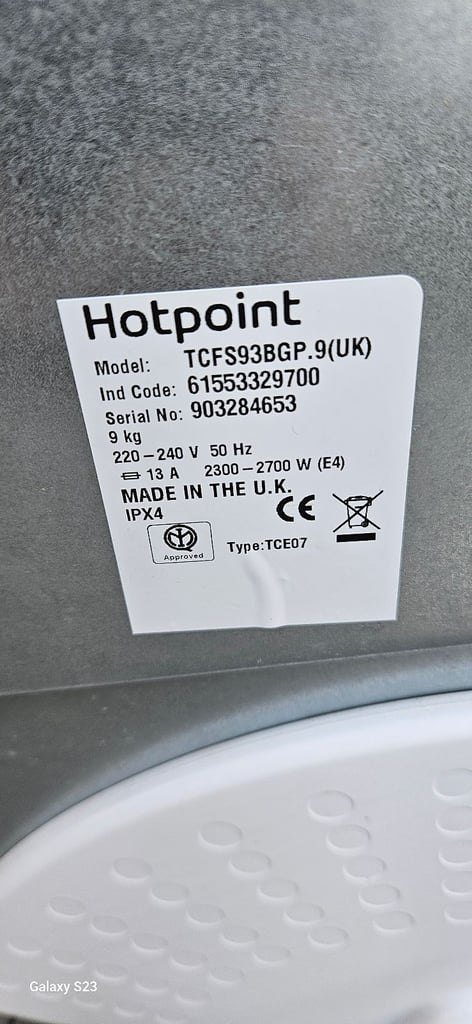 Hotpoint
Model: TCFS93BGP.9(UK)
Ind Code: 61553329700
Serial No: 903284653
9 kg
220-240 V 50 Hz
13 A 2300-2700 W (E4)
MADE IN THE U.K.
IPX4
CE
Approved
Type:TCE07
Galaxy S23